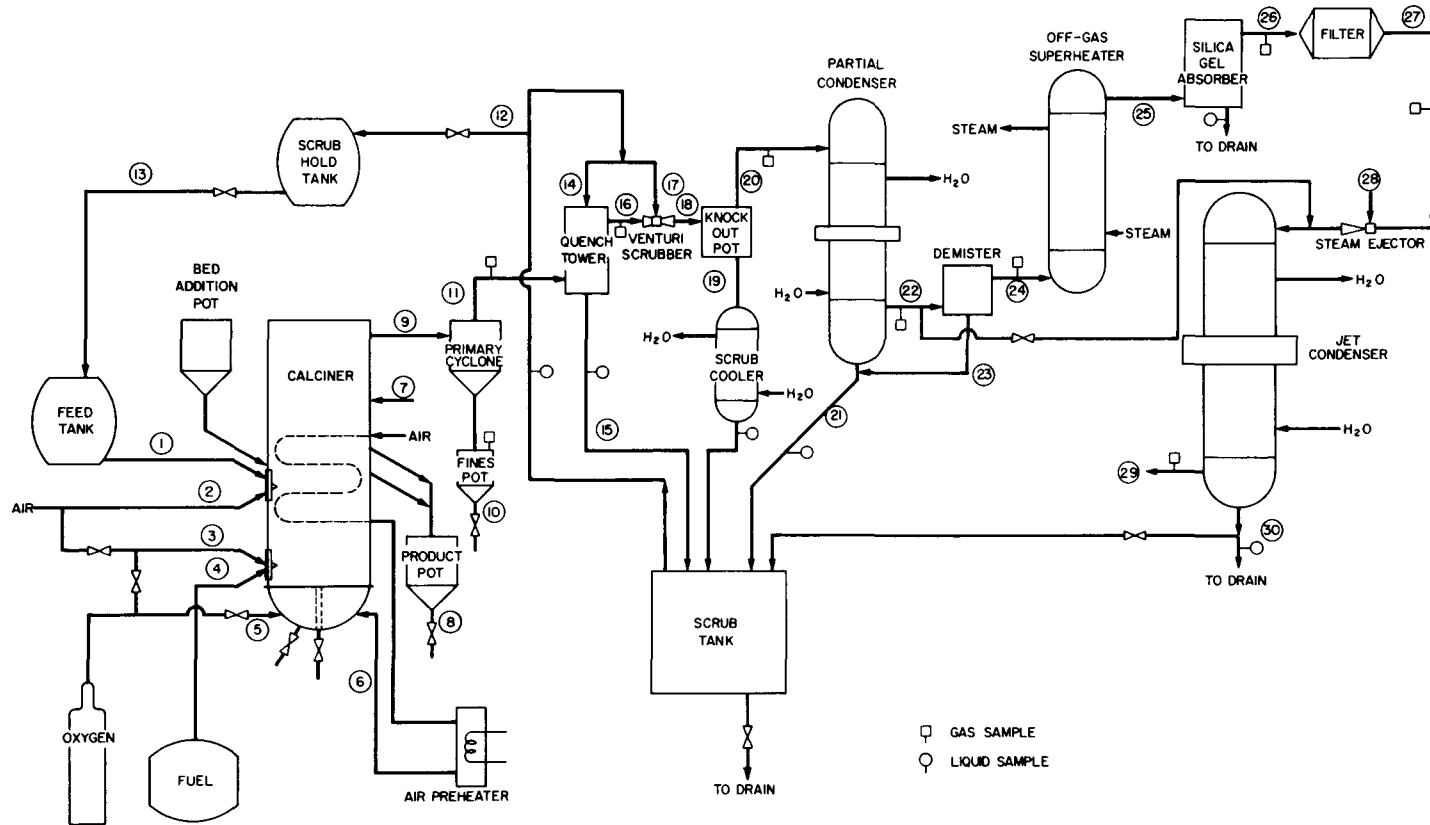 26
27
OFF-GAS
SUPERHEATER
SILICA
GEL
ABSORBER
FILTER
PARTIAL
CONDENSER
12
25
STEAM
TO DRAIN
SCRUB
HOLD
TANK
13
14
17
20
H₂O
28
16
18
KNOCK
OUT
POT
QUENCH
TOWER
VENTURI
SCRUBBER
STEAM
STEAM EJECTOR
BED
ADDITION
POT
DEMISTER
11
19
H₂O
22
24
H₂O
9
PRIMARY
CYCLONE
H₂O
SCRUB
COOLER
JET
CONDENSER
CALCINER
7
23
H₂O
FEED
TANK
1
AIR
15
21
H₂O
FINES
POT
29
2
AIR
10
3
30
4
PRODUCT
POT
TO DRAIN
5
8
SCRUB
TANK
6
OXYGEN
FUEL
GAS SAMPLE
LIQUID SAMPLE
AIR PREHEATER
TO DRAIN